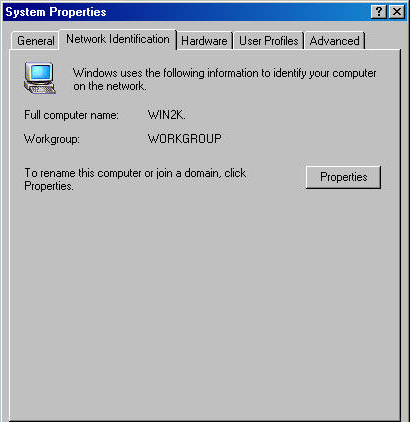 System Properties
General Network Identification Hardware User Profiles Advanced
Windows uses the following information to identify your computer
on the network.
Full computer name: WIN2K.
Workgroup: WORKGROUP
To rename this computer or join a domain, click
Properties.
Properties